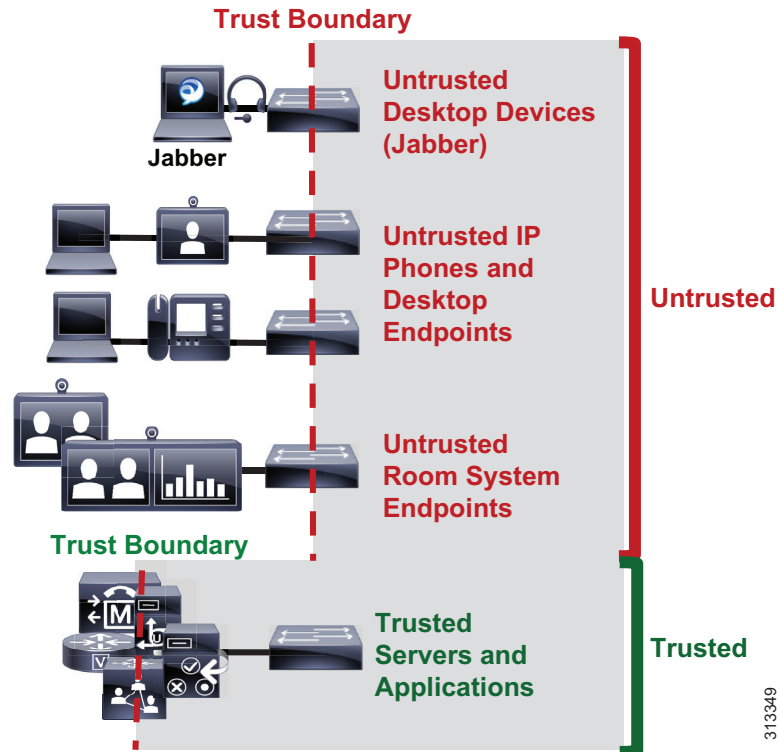 Trust Boundary
Untrusted
Desktop Devices
(Jabber)
Jabber
Untrusted IP
Phones and
Desktop
Endpoints
Untrusted
Untrusted
Room System
Endpoints
Trust Boundary
M
U
V
Trusted
Servers and
Applications
Trusted
313349